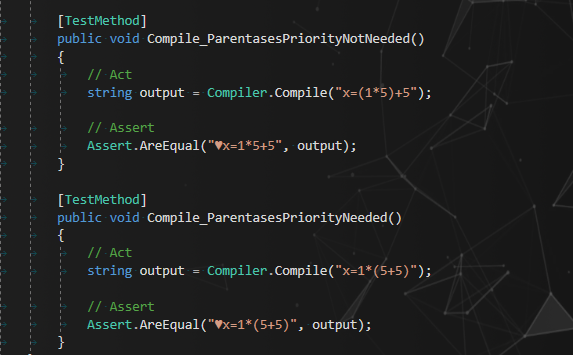 [TestMethod]
public void Compile_ParentasesPriorityNotNeeded()
{
// Act
string output = Compiler.Compile("x=(1*5)+5");
// Assert
Assert.AreEqual("♥x=1*5+5", output);
}
[TestMethod]
public void Compile_ParentasesPriorityNeeded()
{
// Act
string output = Compiler.Compile("x=1*(5+5)");
// Assert
Assert.AreEqual("♥x=1*(5+5)", output);
}